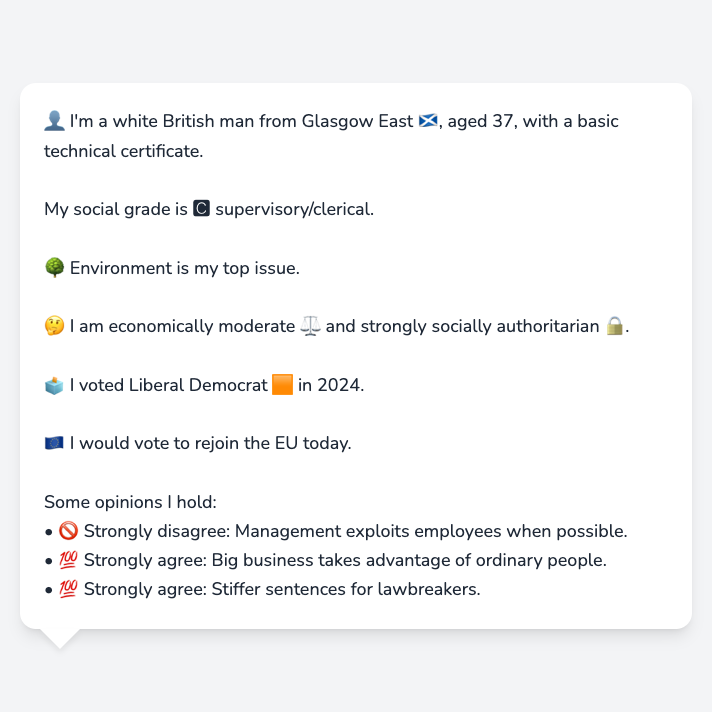 👤 I'm a white British man from Glasgow East 🏴󠁧󠁢󠁳󠁣󠁴󠁿, aged 37, with a basic
technical certificate.
My social grade is 🅲 supervisory/clerical.
🌳 Environment is my top issue.
🤔 I am economically moderate ⚖️ and strongly socially authoritarian 🔒.
🗳️ I voted Liberal Democrat 🟧 in 2024.
🇪🇺 I would vote to rejoin the EU today.
Some opinions I hold:
• 🚫 Strongly disagree: Management exploits employees when possible.
• 💯 Strongly agree: Big business takes advantage of ordinary people.
• 💯 Strongly agree: Stiffer sentences for lawbreakers.